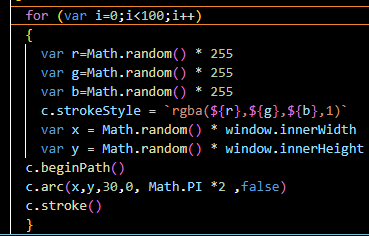 for (var i=0;i<100;i++)
{
var r=Math.random() * 255
var g=Math.random() * 255
var b=Math.random() * 255
c.strokeStyle = `rgba(${r},${g},${b},1)`
var x = Math.random() * window.innerWidth
var y = Math.random() * window.innerHeight
c.beginPath()
c.arc(x,y,30,0, Math.PI *2 ,false)
c.stroke()
}